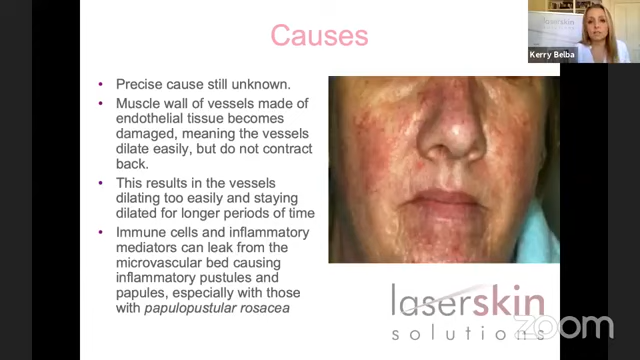 Causes
Kerry Belba
• Precise cause still unknown.
• Muscle wall of vessels made of
endothelial tissue becomes
damaged, meaning the vessels
dilate easily, but do not contract
back.
• This results in the vessels
dilating too easily and staying
dilated for longer periods of time
• Immune cells and inflammatory
mediators can leak from the
microvascular bed causing
inflammatory pustules and
papules, especially with those
with papulopustular rosacea
laserskin
solutions
zoom